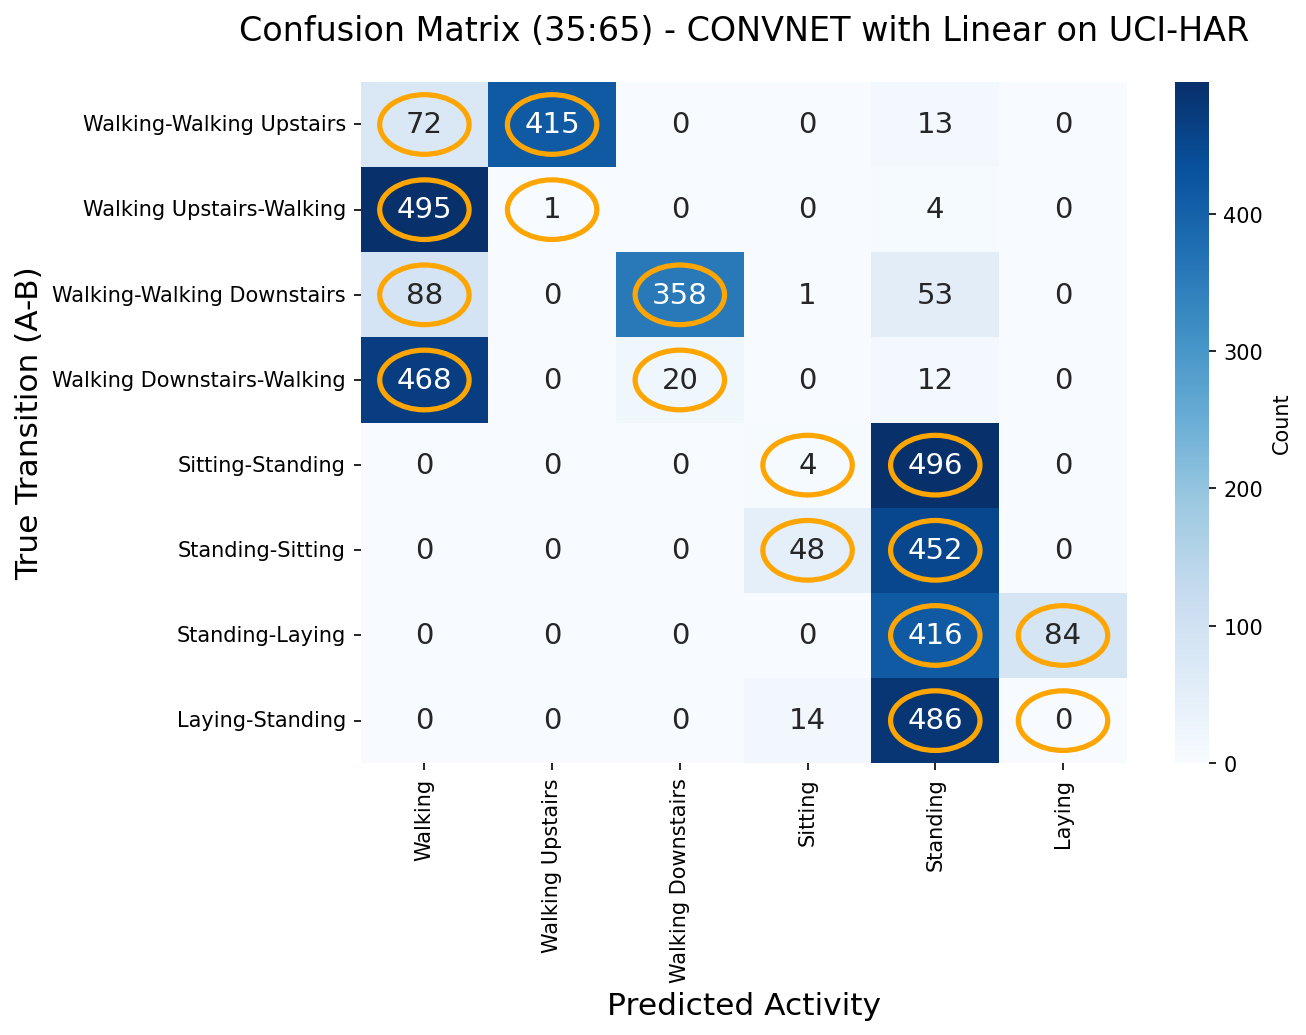 Confusion Matrix (35:65) - CONVNET with Linear on UCI-HAR
True Transition (A-B)
Walking-Walking Upstairs 72 415 0 0 13 0
Walking Upstairs-Walking 495 1 0 0 4 0
Walking-Walking Downstairs 88 0 358 1 53 0
Walking Downstairs-Walking 468 0 20 0 12 0
Sitting-Standing 0 0 0 4 496 0
Standing-Sitting 0 0 0 48 452 0
Standing-Laying 0 0 0 0 416 84
Laying-Standing 0 0 0 14 486 0
Walking
Walking Upstairs
Walking Downstairs
Sitting
Standing
Laying
Predicted Activity
400
300
200
100
0
Count